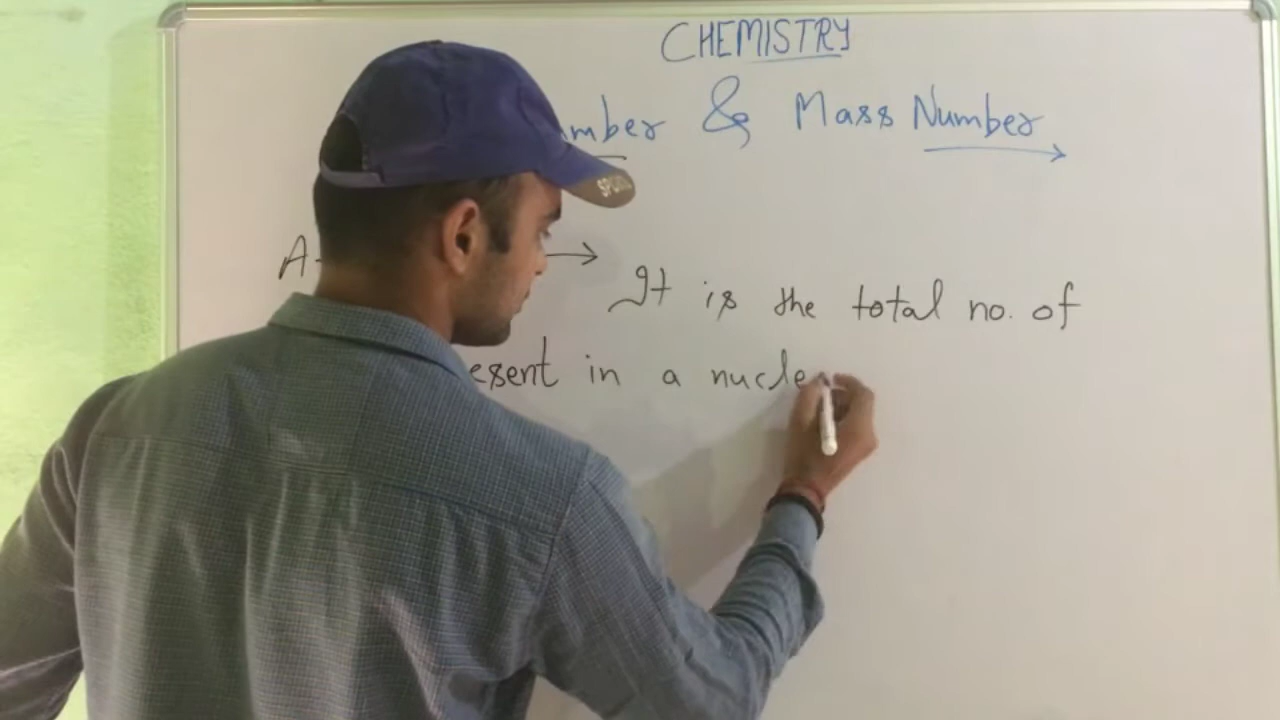 CHEMISTRY
mber & Mass Number
A
It is the total no. of
esent in a nucle